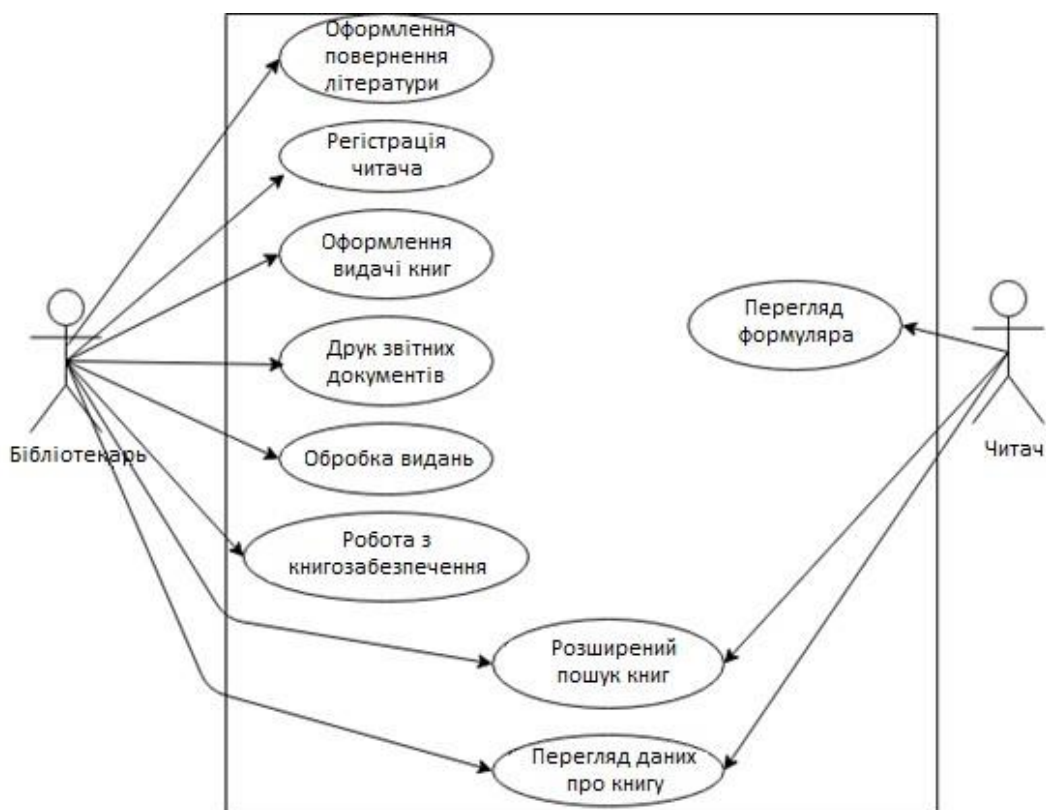 Оформлення
повернення
літератури
Регістрація
читача
Оформлення
видачі книг
Перегляд
формуляра
Друк звітних
документів
Бібліотекарь
Читач
Обробка видань
Робота з
книгозабезпечення
Розширений
пошук книг
Перегляд даних
про книгу